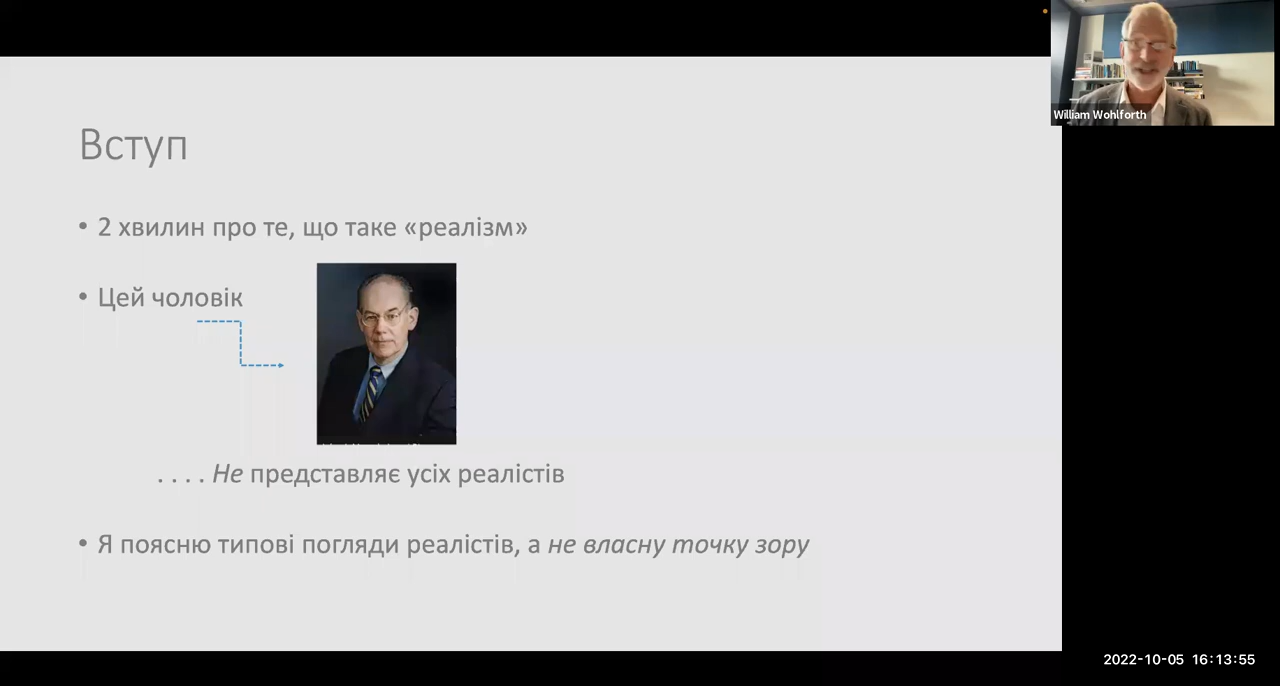 William Wohlforth
Вступ
• 2 хвилин про те, що таке «реалізм»
• Цей чоловік
. . . . Не представляє усіх реалістів
• Я поясню типові погляди реалістів, а не власну точку зору
2022-10-05 16:13:55